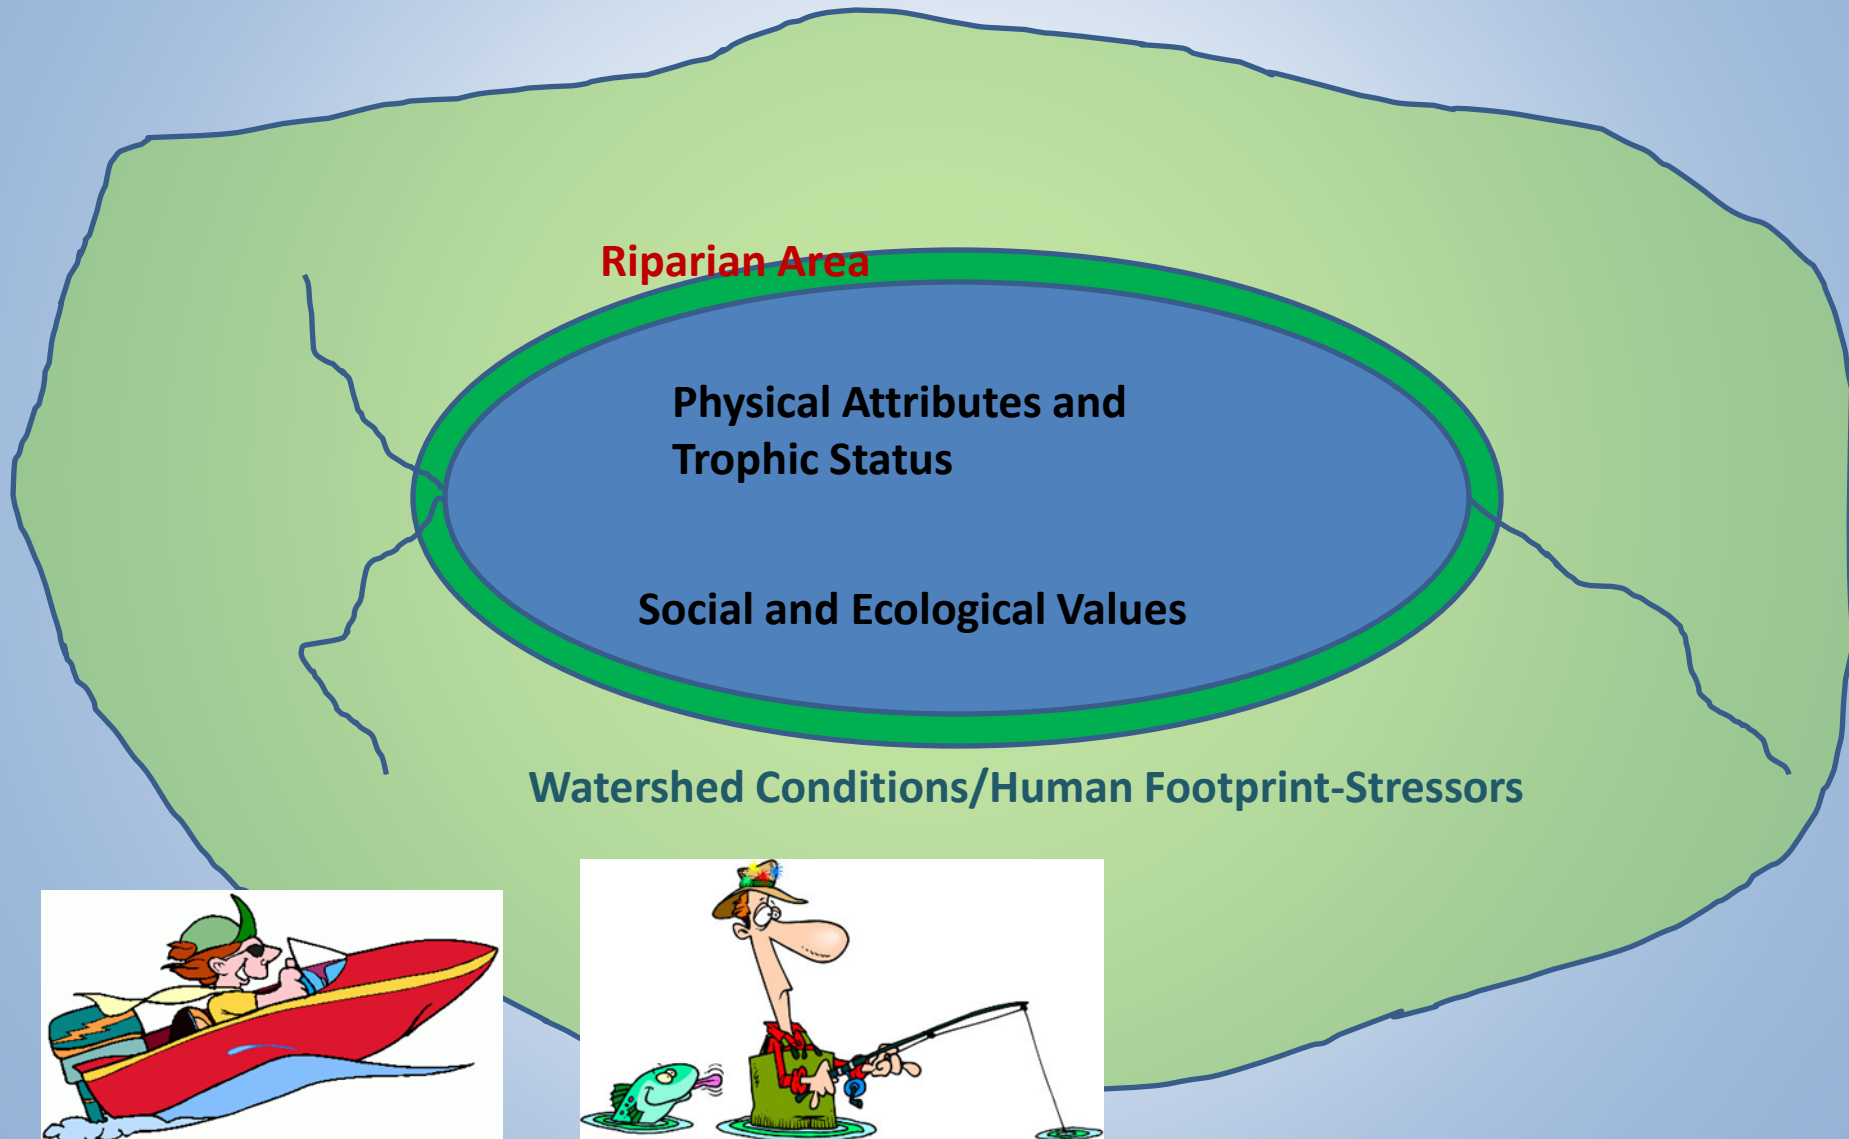 Riparian Area
Physical Attributes and
Trophic Status
Social and Ecological Values
Watershed Conditions/Human Footprint-Stressors